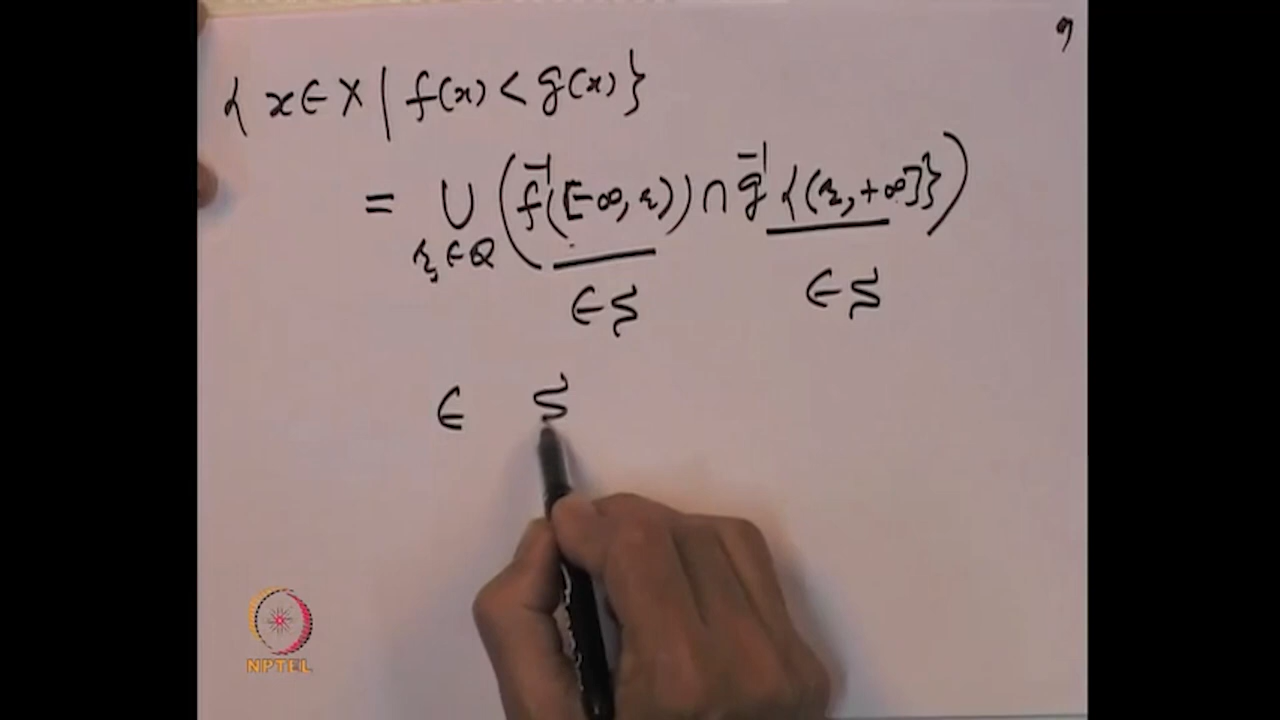 9
{ x ∈ X | f(x) < g(x) }
= ∪_{r ∈ Q} ( f⁻¹([-∞, r)) ∩ g⁻¹{(r, +∞]} )
∈ S ∈ S
∈ S
NPTEL